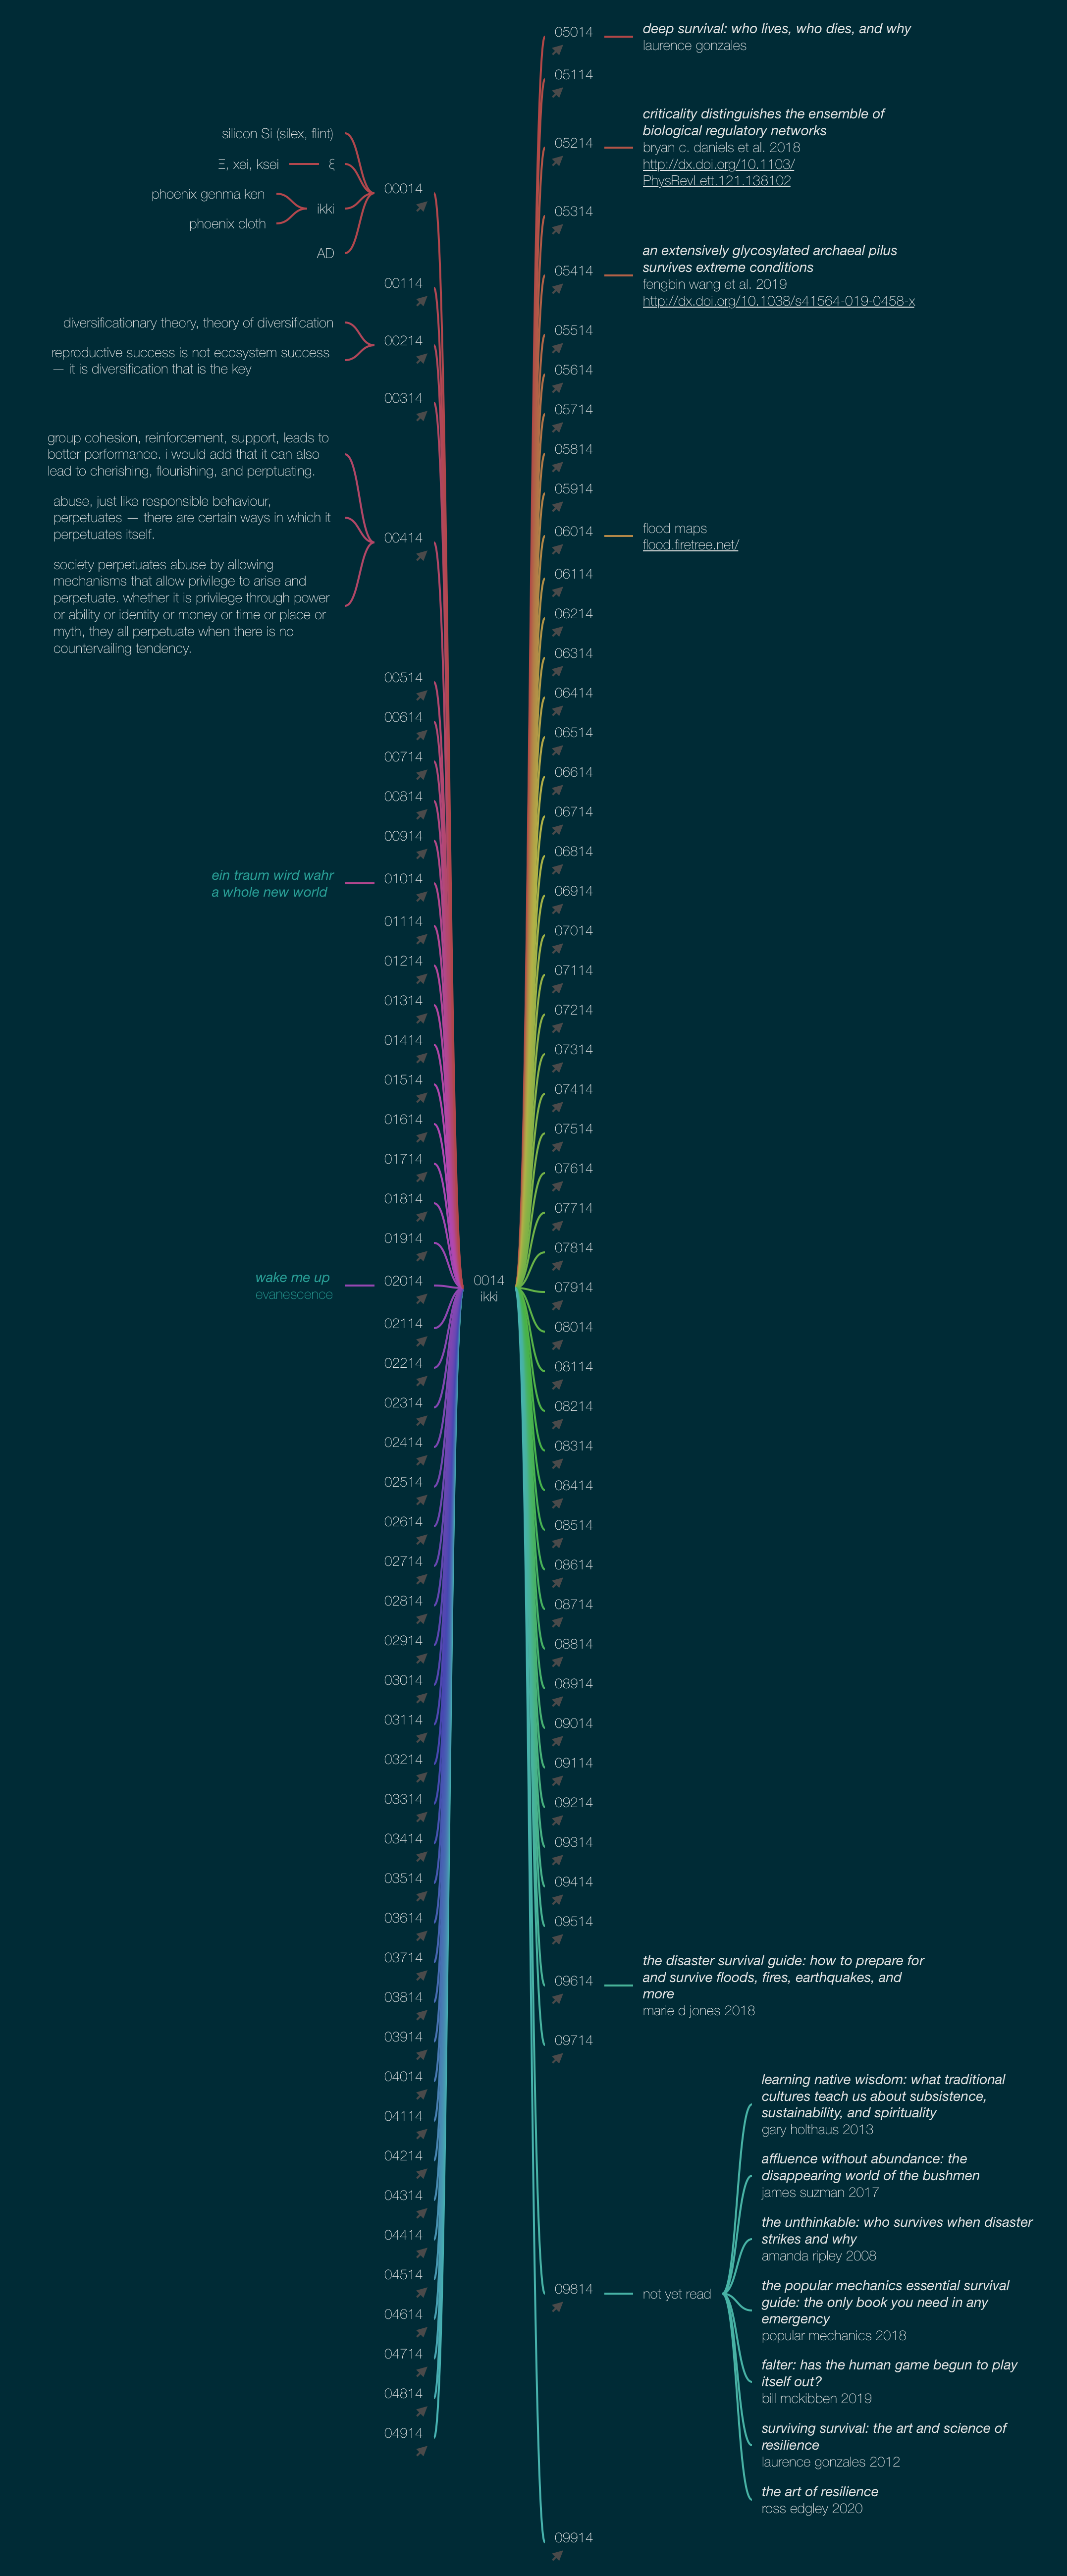 silicon Si (silex, flint)
Ξ, xei, ksei
ξ
phoenix genma ken
phoenix cloth
ikki
AD
00014
00114
diversificationary theory, theory of diversification
reproductive success is not ecosystem success
— it is diversification that is the key
00214
00314
group cohesion, reinforcement, support, leads to
better performance. i would add that it can also
lead to cherishing, flourishing, and perptuating.
abuse, just like responsible behaviour,
perpetuates — there are certain ways in which it
perpetuates itself.
society perpetuates abuse by allowing
mechanisms that allow privilege to arise and
perpetuate. whether it is privilege through power
or ability or identity or money or time or place or
myth, they all perpetuate when there is no
countervailing tendency.
00414
00514
00614
00714
00814
00914
ein traum wird wahr
a whole new world
01014
01114
01214
01314
01414
01514
01614
01714
01814
01914
wake me up
evanescence
02014
02114
02214
02314
02414
02514
02614
02714
02814
02914
03014
03114
03214
03314
03414
03514
03614
03714
03814
03914
04014
04114
04214
04314
04414
04514
04614
04714
04814
04914
0014
ikki
05014
deep survival: who lives, who dies, and why
laurence gonzales
05114
05214
criticality distinguishes the ensemble of
biological regulatory networks
bryan c. daniels et al. 2018
http://dx.doi.org/10.1103/
PhysRevLett.121.138102
05314
05414
an extensively glycosylated archaeal pilus
survives extreme conditions
fengbin wang et al. 2019
http://dx.doi.org/10.1038/s41564-019-0458-x
05514
05614
05714
05814
05914
06014
flood maps
flood.firetree.net/
06114
06214
06314
06414
06514
06614
06714
06814
06914
07014
07114
07214
07314
07414
07514
07614
07714
07814
07914
08014
08114
08214
08314
08414
08514
08614
08714
08814
08914
09014
09114
09214
09314
09414
09514
09614
the disaster survival guide: how to prepare for
and survive floods, fires, earthquakes, and
more
marie d jones 2018
09714
09814
not yet read
learning native wisdom: what traditional
cultures teach us about subsistence,
sustainability, and spirituality
gary holthaus 2013
affluence without abundance: the
disappearing world of the bushmen
james suzman 2017
the unthinkable: who survives when disaster
strikes and why
amanda ripley 2008
the popular mechanics essential survival
guide: the only book you need in any
emergency
popular mechanics 2018
falter: has the human game begun to play
itself out?
bill mckibben 2019
surviving survival: the art and science of
resilience
laurence gonzales 2012
the art of resilience
ross edgley 2020
09914